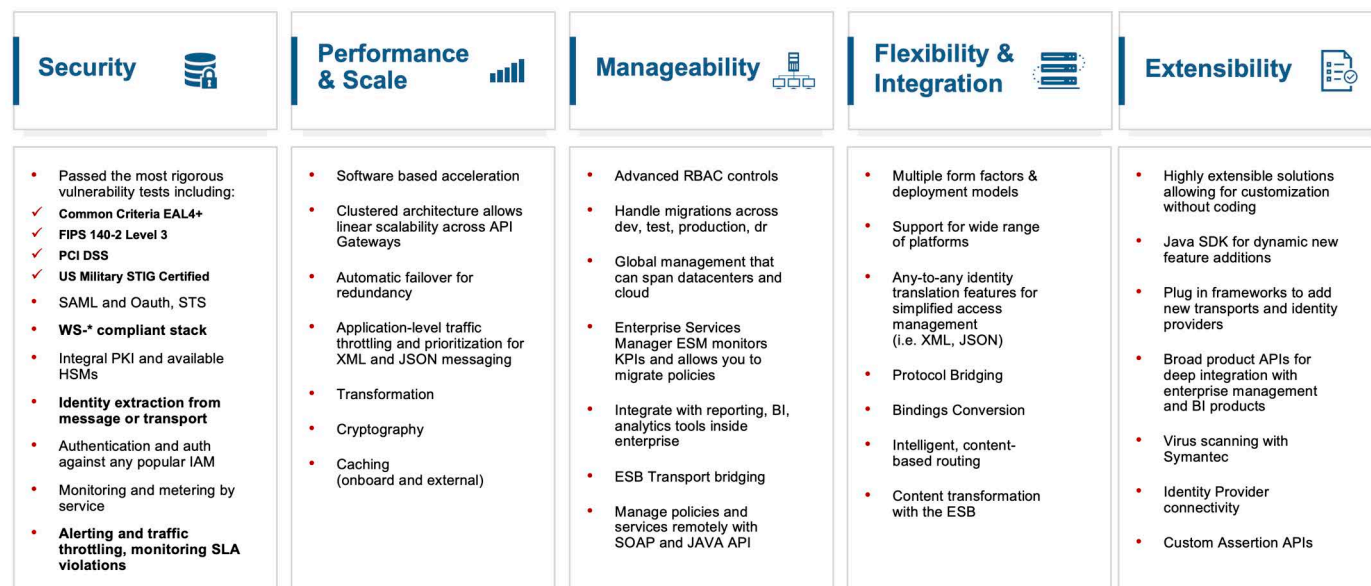 Security
Performance
& Scale
Manageability
Flexibility &
Integration
Extensibility
Passed the most rigorous
vulnerability tests including:
Common Criteria EAL4+
FIPS 140-2 Level 3
PCI DSS
US Military STIG Certified
SAML and Oauth, STS
WS-* compliant stack
Integral PKI and available
HSMs
Identity extraction from
message or transport
Authentication and auth
against any popular IAM
Monitoring and metering by
service
Alerting and traffic
throttling, monitoring SLA
violations
Software based acceleration
Clustered architecture allows
linear scalability across API
Gateways
Automatic failover for
redundancy
Application-level traffic
throttling and prioritization for
XML and JSON messaging
Transformation
Cryptography
Caching
(onboard and external)
Advanced RBAC controls
Handle migrations across
dev, test, production, dr
Global management that
can span datacenters and
cloud
Enterprise Services
Manager ESM monitors
KPIs and allows you to
migrate policies
Integrate with reporting, BI,
analytics tools inside
enterprise
ESB Transport bridging
Manage policies and
services remotely with
SOAP and JAVA API
Multiple form factors &
deployment models
Support for wide range
of platforms
Any-to-any identity
translation features for
simplified access
management
(i.e. XML, JSON)
Protocol Bridging
Bindings Conversion
Intelligent, content-
based routing
Content transformation
with the ESB
Highly extensible solutions
allowing for customization
without coding
Java SDK for dynamic new
feature additions
Plug in frameworks to add
new transports and identity
providers
Broad product APIs for
deep integration with
enterprise management
and BI products
Virus scanning with
Symantec
Identity Provider
connectivity
Custom Assertion APIs